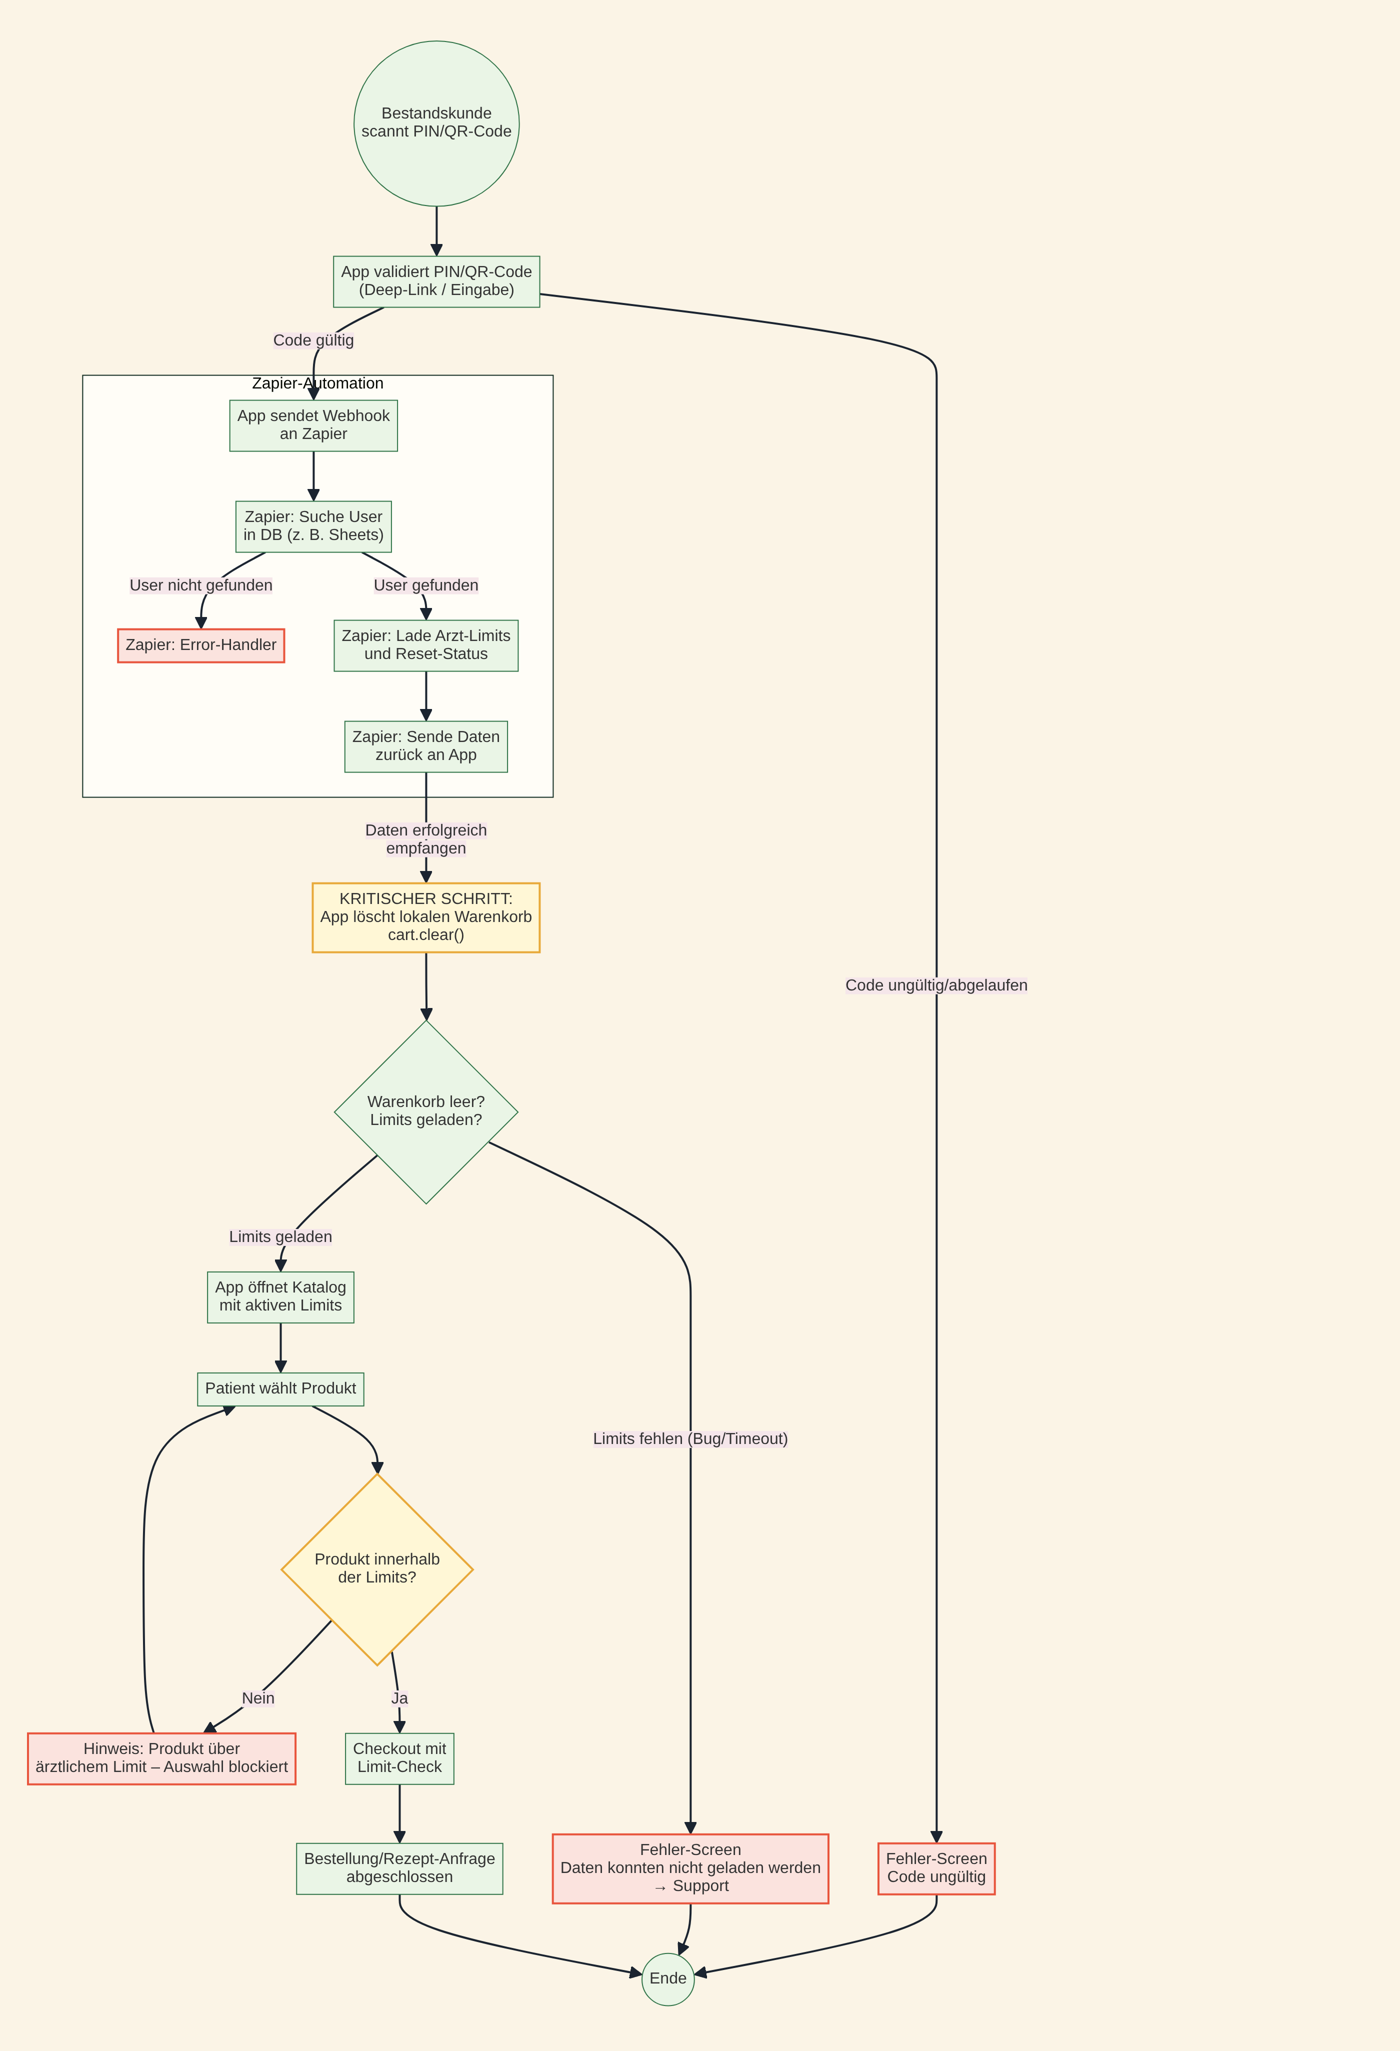 Bestandskunde
scannt PIN/QR-Code
App validiert PIN/QR-Code
(Deep-Link / Eingabe)
Code gültig
Zapier-Automation
App sendet Webhook
an Zapier
Zapier: Suche User
in DB (z. B. Sheets)
User nicht gefunden
User gefunden
Zapier: Error-Handler
Zapier: Lade Arzt-Limits
und Reset-Status
Zapier: Sende Daten
zurück an App
Daten erfolgreich
empfangen
KRITISCHER SCHRITT:
App löscht lokalen Warenkorb
cart.clear()
Code ungültig/abgelaufen
Warenkorb leer?
Limits geladen?
Limits geladen
App öffnet Katalog
mit aktiven Limits
Patient wählt Produkt
Limits fehlen (Bug/Timeout)
Produkt innerhalb
der Limits?
Nein
Ja
Hinweis: Produkt über
ärztlichem Limit – Auswahl blockiert
Checkout mit
Limit-Check
Bestellung/Rezept-Anfrage
abgeschlossen
Fehler-Screen
Daten konnten nicht geladen werden
→ Support
Fehler-Screen
Code ungültig
Ende